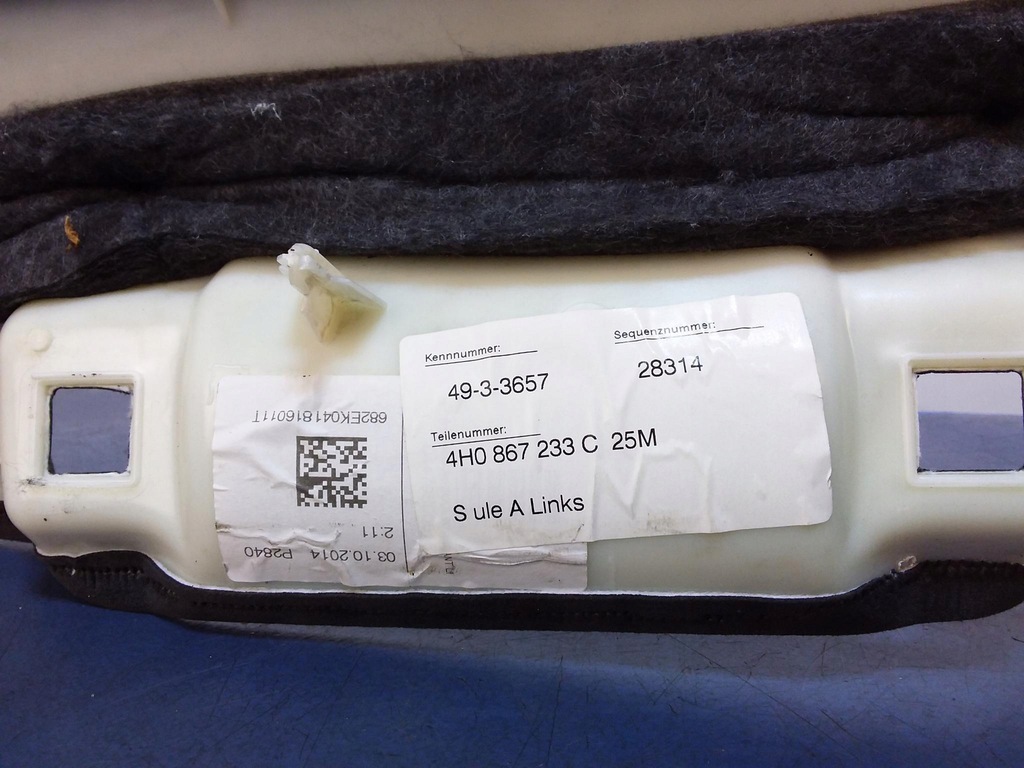 Kennnummer:
49-3-3657
Sequenznummer:
28314
Teilenummer:
4H0 867 233 C 25M
S ule A Links
682EK041816011T
2:11
03.10.2014 P2840